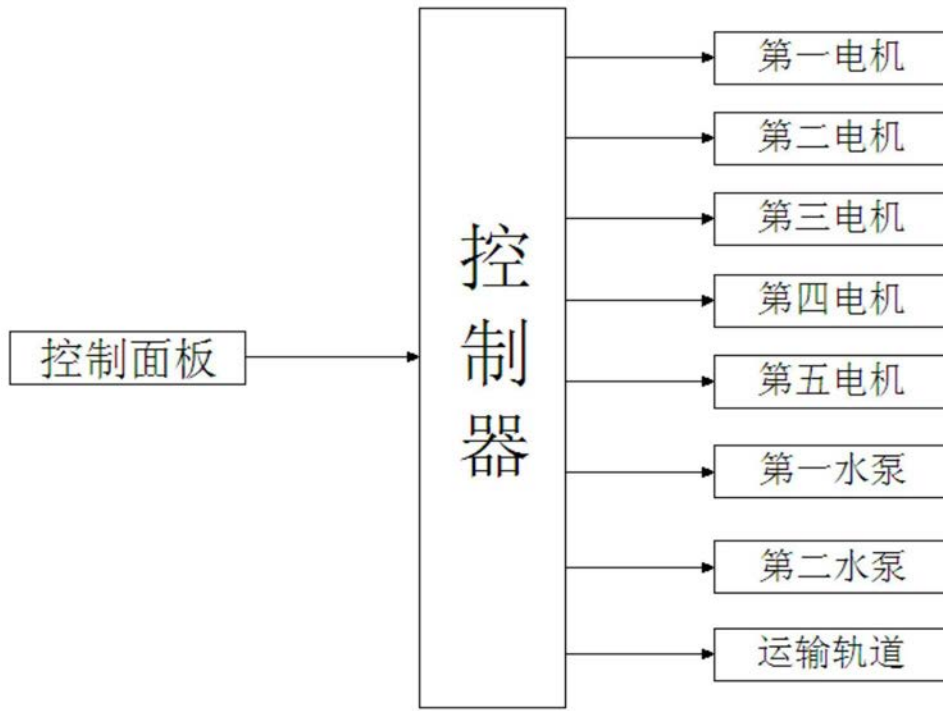 控制面板
控制器
第一电机
第二电机
第三电机
第四电机
第五电机
第一水泵
第二水泵
运输轨道